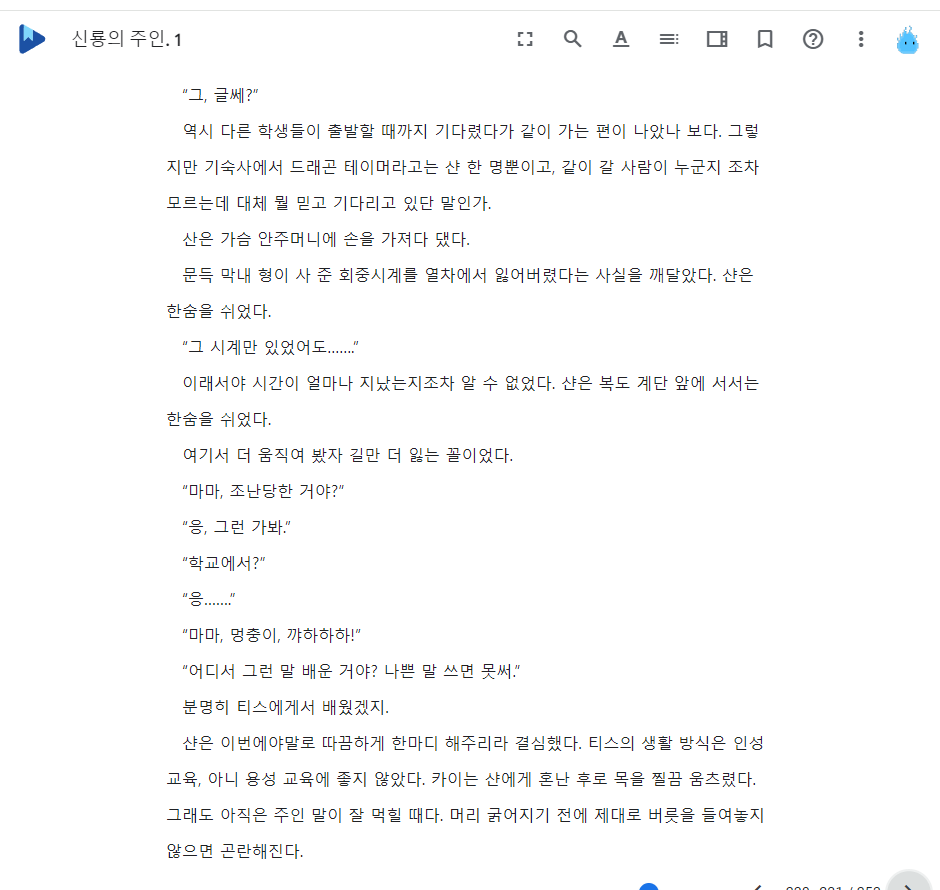 신룡의 주인. 1
“그, 글쎄?”
역시 다른 학생들이 출발할 때까지 기다렸다가 같이 가는 편이 나았나 보다. 그렇
지만 기숙사에서 드래곤 테이머라고는 샨 한 명뿐이고, 같이 갈 사람이 누군지 조차
모르는데 대체 뭘 믿고 기다리고 있단 말인가.
산은 가슴 안주머니에 손을 가져다 댔다.
문득 막내 형이 사 준 회중시계를 열차에서 잃어버렸다는 사실을 깨달았다. 샨은
한숨을 쉬었다.
“그 시계만 있었어도.......”
이래서야 시간이 얼마나 지났는지조차 알 수 없었다. 샨은 복도 계단 앞에 서서는
한숨을 쉬었다.
여기서 더 움직여 봤자 길만 더 잃는 꼴이었다.
“마마, 조난당한 거야?”
“응, 그런 가봐.”
“학교에서?”
“응.......”
“마마, 멍충이, 꺄하하하!”
“어디서 그런 말 배운 거야? 나쁜 말 쓰면 못써.”
분명히 티스에게서 배웠겠지.
샨은 이번에야말로 따끔하게 한마디 해주리라 결심했다. 티스의 생활 방식은 인성
교육, 아니 용성 교육에 좋지 않았다. 카이는 샨에게 혼난 후로 목을 찔끔 움츠렸다.
그래도 아직은 주인 말이 잘 먹힐 때다. 머리 굵어지기 전에 제대로 버릇을 들여놓지
않으면 곤란해진다.